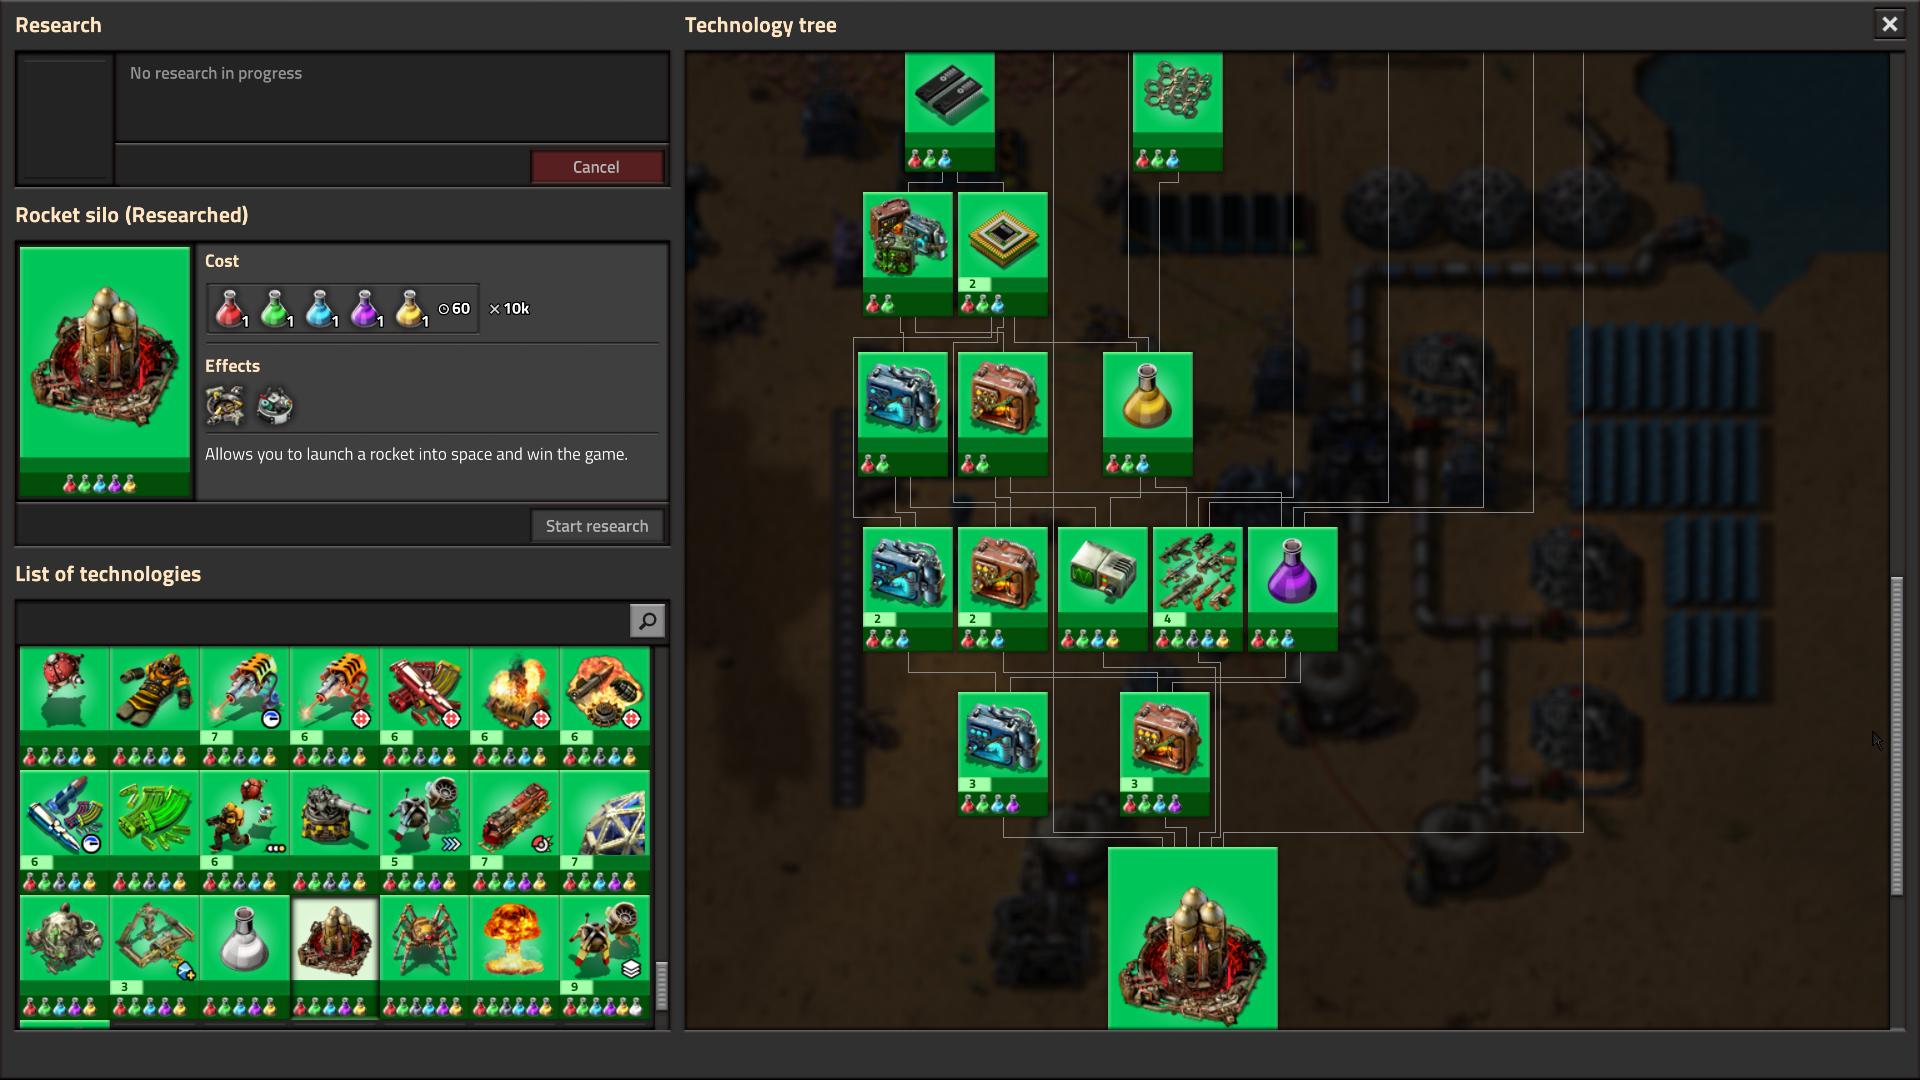 Research
Technology tree
No research in progress
Cancel
Rocket silo (Researched)
Cost
1 1 1 1 1 60 × 10k
Effects
Allows you to launch a rocket into space and win the game.
Start research
List of technologies
7 6 6 6 6
6 6 5 7 7
3 9
2
4
2 2
3 3